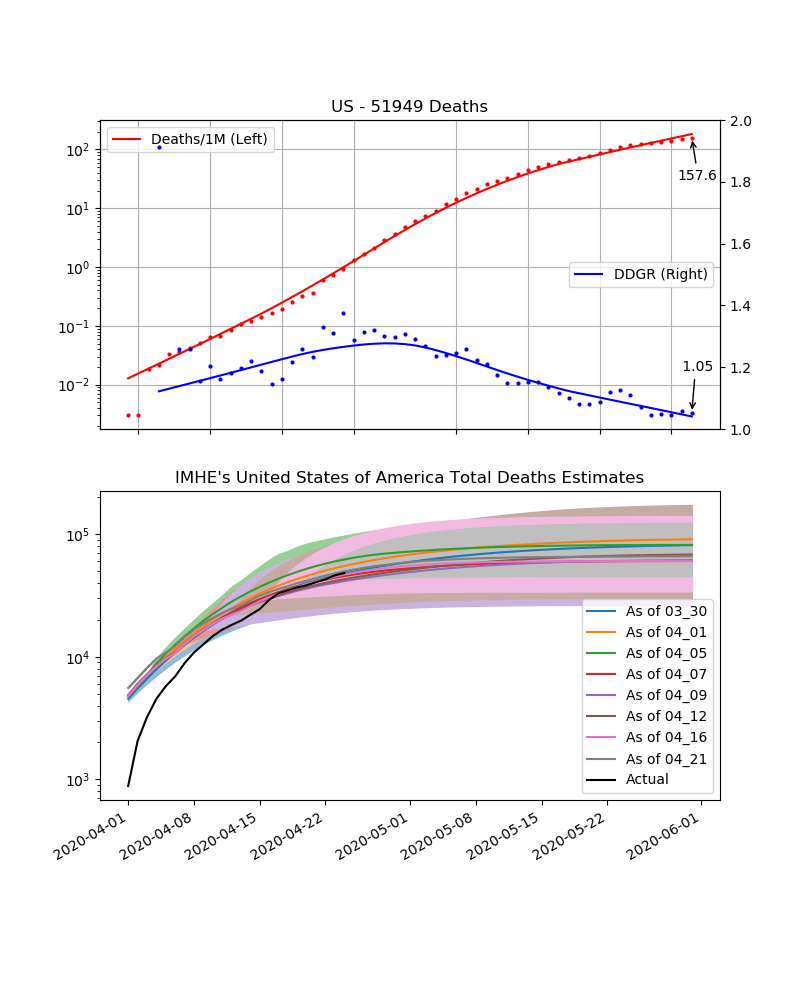 US - 51949 Deaths
Deaths/1M (Left)
DDGR (Right)
157.6
1.05
10²
10¹
10⁰
10⁻¹
10⁻²
2.0
1.8
1.6
1.4
1.2
1.0
IMHE's United States of America Total Deaths Estimates
10⁵
10⁴
10³
As of 03_30
As of 04_01
As of 04_05
As of 04_07
As of 04_09
As of 04_12
As of 04_16
As of 04_21
Actual
2020-04-01
2020-04-08
2020-04-15
2020-04-22
2020-05-01
2020-05-08
2020-05-15
2020-05-22
2020-06-01